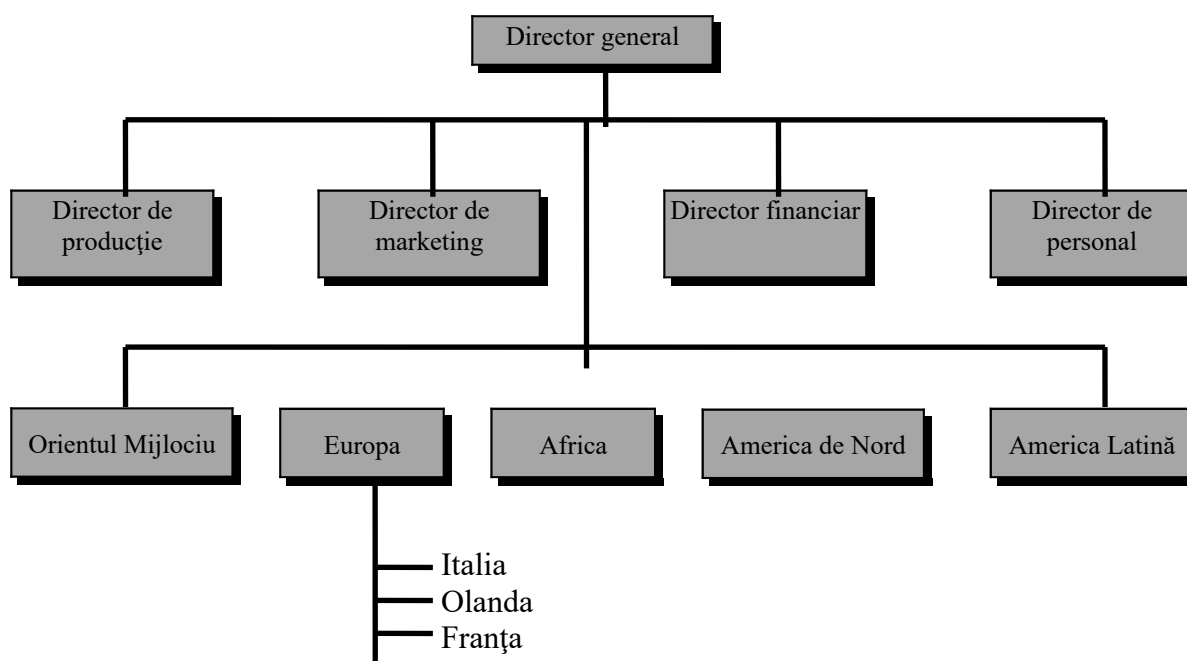 Director general
Director de
producţie
Director de
marketing
Director financiar
Director de
personal
Orientul Mijlociu
Europa
Africa
America de Nord
America Latină
Italia
Olanda
Franţa